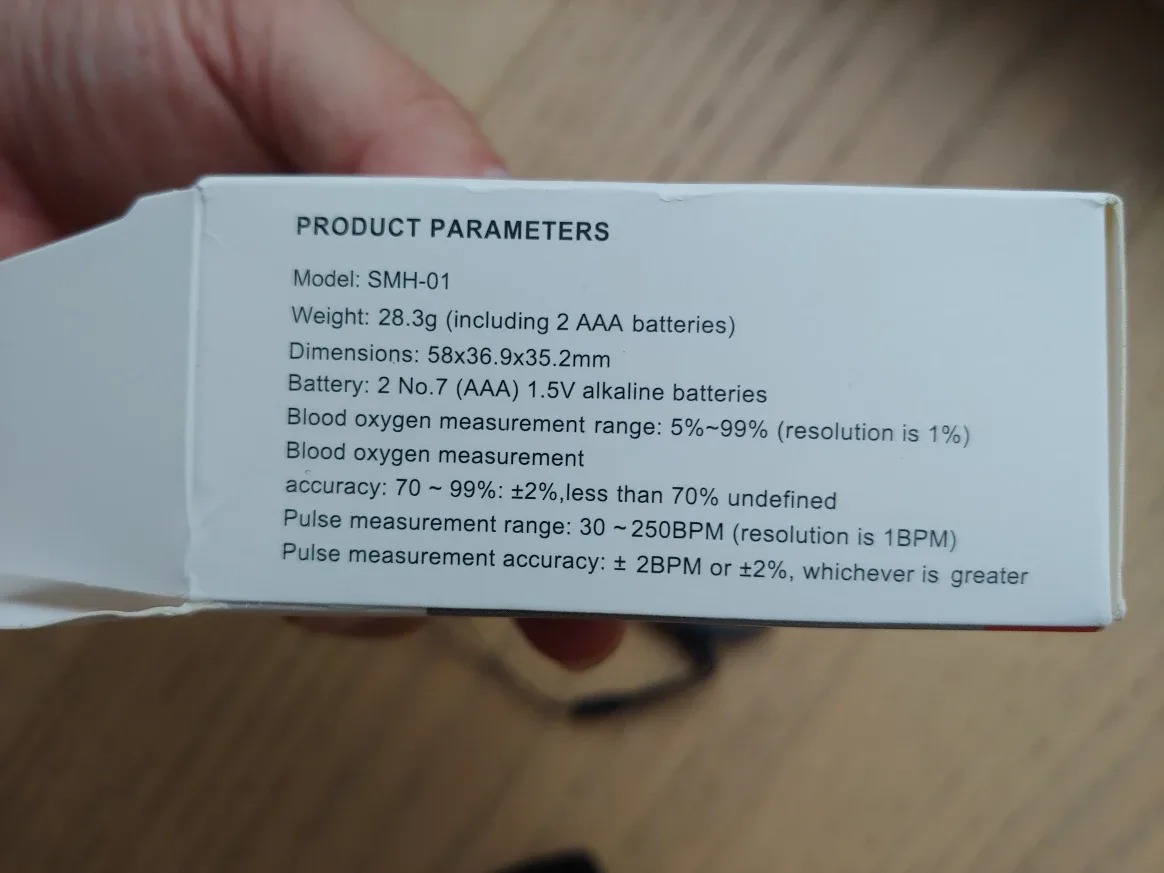 PRODUCT PARAMETERS
Model: SMH-01
Weight: 28.3g (including 2 AAA batteries)
Dimensions: 58x36.9x35.2mm
Battery: 2 No.7 (AAA) 1.5V alkaline batteries
Blood oxygen measurement range: 5%~99% (resolution is 1%)
Blood oxygen measurement
accuracy: 70 ~ 99%: ±2%,less than 70% undefined
Pulse measurement range: 30 ~250BPM (resolution is 1BPM)
Pulse measurement accuracy: ± 2BPM or ±2%, whichever is greater